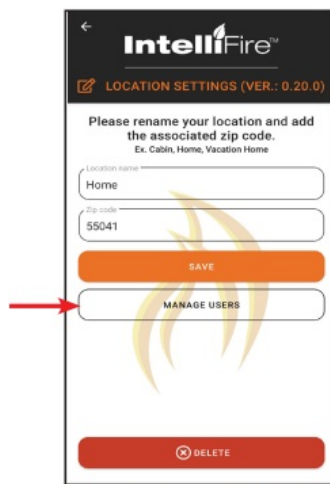 IntelliFire™
LOCATION SETTINGS (VER.: 0.20.0)
Please rename your location and add
the associated zip code.
Ex. Cabin, Home, Vacation Home
Location name
Home
Zip code
55041
SAVE
MANAGE USERS
DELETE